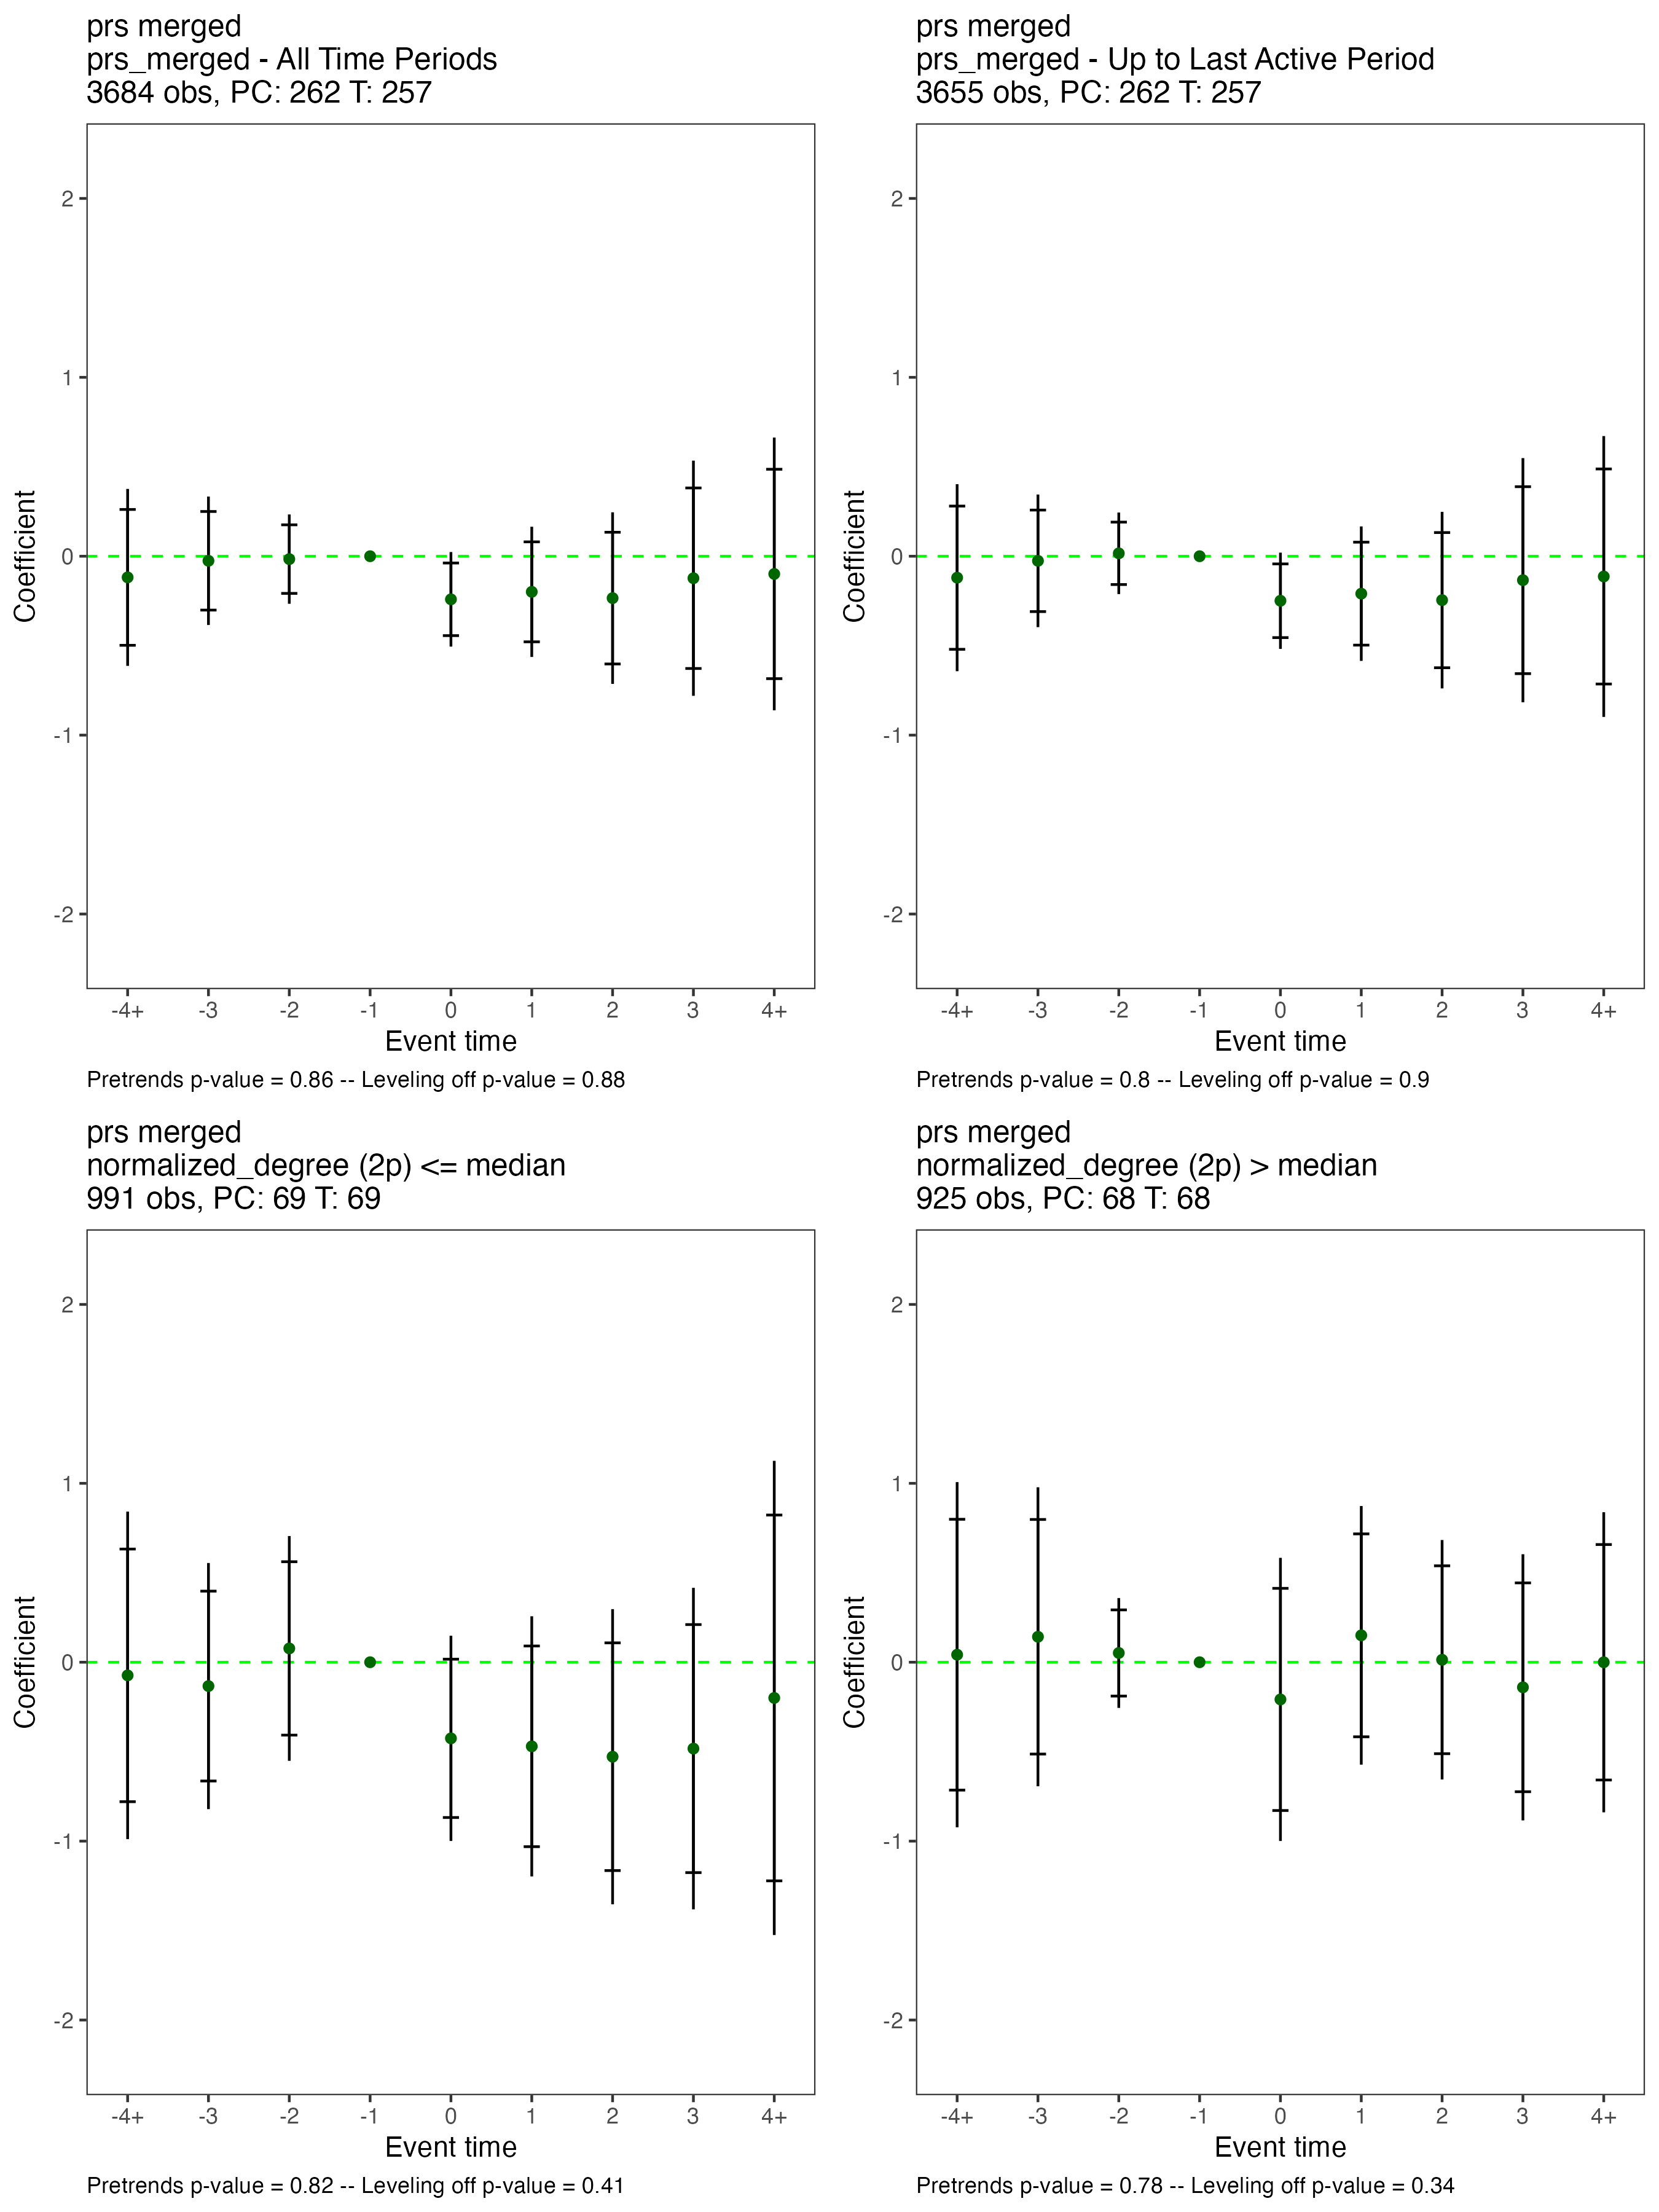 prs merged
prs_merged - All Time Periods
3684 obs, PC: 262 T: 257
2
1
0
-1
-2
Coefficient
-4+ -3 -2 -1 0 1 2 3 4+
Event time
Pretrends p-value = 0.86 -- Leveling off p-value = 0.88
prs merged
prs_merged - Up to Last Active Period
3655 obs, PC: 262 T: 257
2
1
0
-1
-2
Coefficient
-4+ -3 -2 -1 0 1 2 3 4+
Event time
Pretrends p-value = 0.8 -- Leveling off p-value = 0.9
prs merged
normalized_degree (2p) <= median
991 obs, PC: 69 T: 69
2
1
0
-1
-2
Coefficient
-4+ -3 -2 -1 0 1 2 3 4+
Event time
Pretrends p-value = 0.82 -- Leveling off p-value = 0.41
prs merged
normalized_degree (2p) > median
925 obs, PC: 68 T: 68
2
1
0
-1
-2
Coefficient
-4+ -3 -2 -1 0 1 2 3 4+
Event time
Pretrends p-value = 0.78 -- Leveling off p-value = 0.34